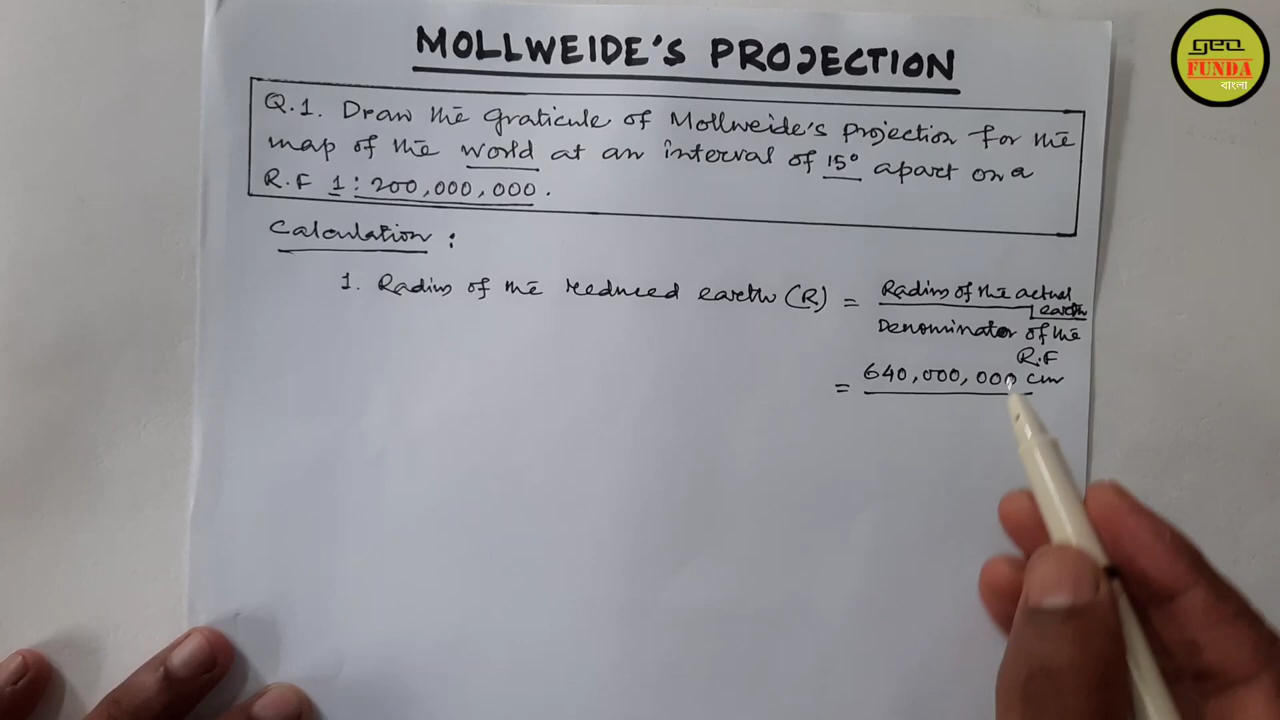 MOLLWEIDE'S PROJECTION
Q.1. Draw the graticule of Mollweide's Projection for the
map of the world at an interval of 15° apart on a
R.F 1:200,000,000.
Calculation:
1. Radius of the reduced earth (R) = Radius of the actual
earth
Denominator of the
R.F
= 640,000,000 cm
geo
FUNDA
বাংলা